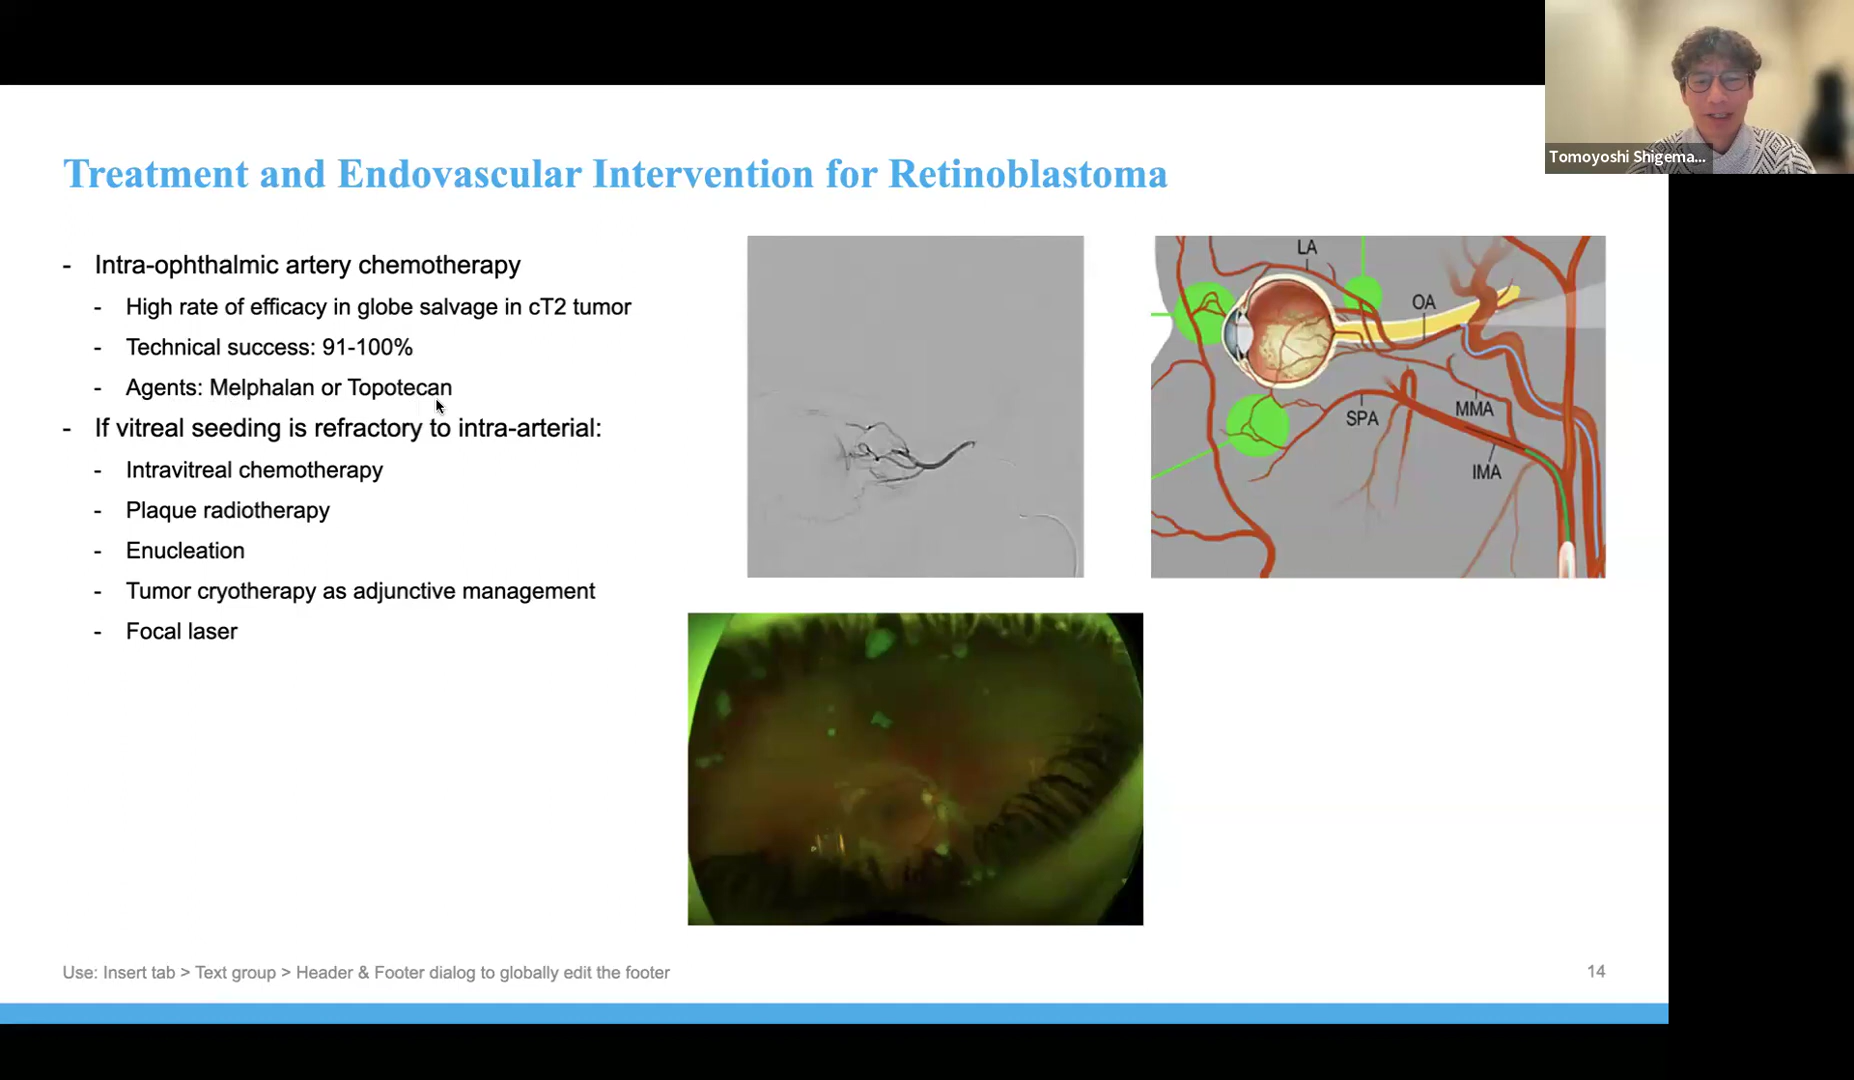 Tomoyoshi Shigema...
Treatment and Endovascular Intervention for Retinoblastoma
- Intra-ophthalmic artery chemotherapy
- High rate of efficacy in globe salvage in cT2 tumor
- Technical success: 91-100%
- Agents: Melphalan or Topotecan
- If vitreal seeding is refractory to intra-arterial:
- Intravitreal chemotherapy
- Plaque radiotherapy
- Enucleation
- Tumor cryotherapy as adjunctive management
- Focal laser
LA
OA
SPA
MMA
IMA
Use: Insert tab > Text group > Header & Footer dialog to globally edit the footer
14